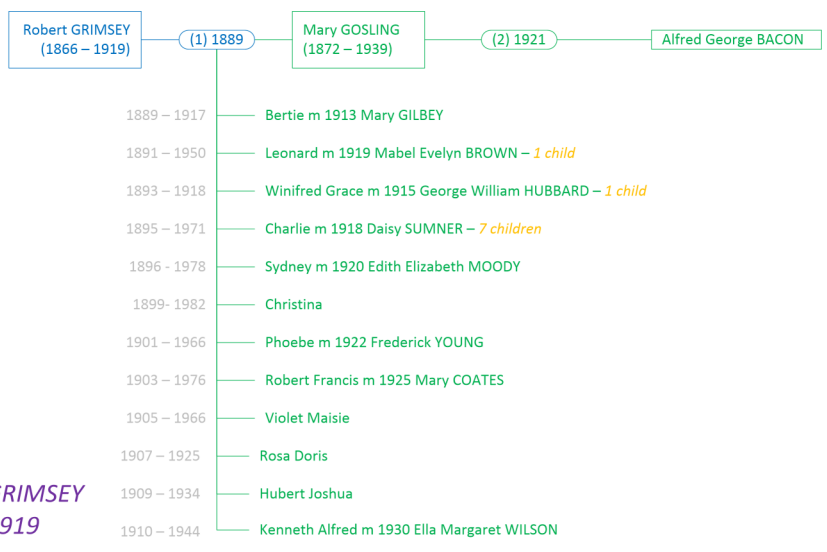 Robert GRIMSEY
(1866 – 1919)
(1) 1889
Mary GOSLING
(1872 – 1939)
(2) 1921
Alfred George BACON
1889 – 1917 Bertie m 1913 Mary GILBEY
1891 – 1950 Leonard m 1919 Mabel Evelyn BROWN – 1 child
1893 – 1918 Winifred Grace m 1915 George William HUBBARD – 1 child
1895 – 1971 Charlie m 1918 Daisy SUMNER – 7 children
1896 - 1978 Sydney m 1920 Edith Elizabeth MOODY
1899- 1982 Christina
1901 – 1966 Phoebe m 1922 Frederick YOUNG
1903 – 1976 Robert Francis m 1925 Mary COATES
1905 – 1966 Violet Maisie
1907 – 1925 Rosa Doris
1909 – 1934 Hubert Joshua
1910 – 1944 Kenneth Alfred m 1930 Ella Margaret WILSON
GRIMSEY
919